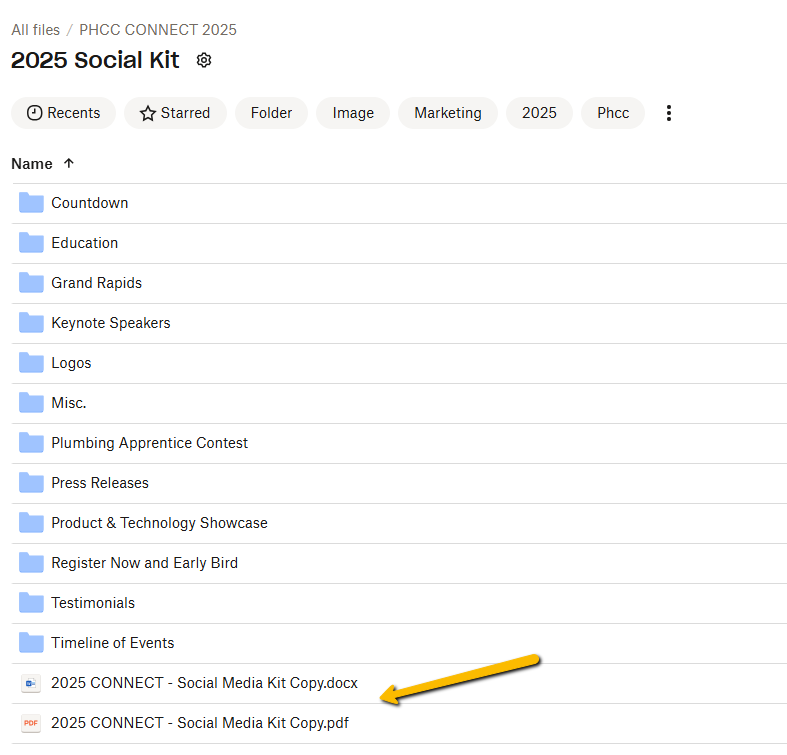 All files / PHCC CONNECT 2025
2025 Social Kit
Recents Starred Folder Image Marketing 2025 Phcc
Name
Countdown
Education
Grand Rapids
Keynote Speakers
Logos
Misc.
Plumbing Apprentice Contest
Press Releases
Product & Technology Showcase
Register Now and Early Bird
Testimonials
Timeline of Events
2025 CONNECT - Social Media Kit Copy.docx
PDF 2025 CONNECT - Social Media Kit Copy.pdf